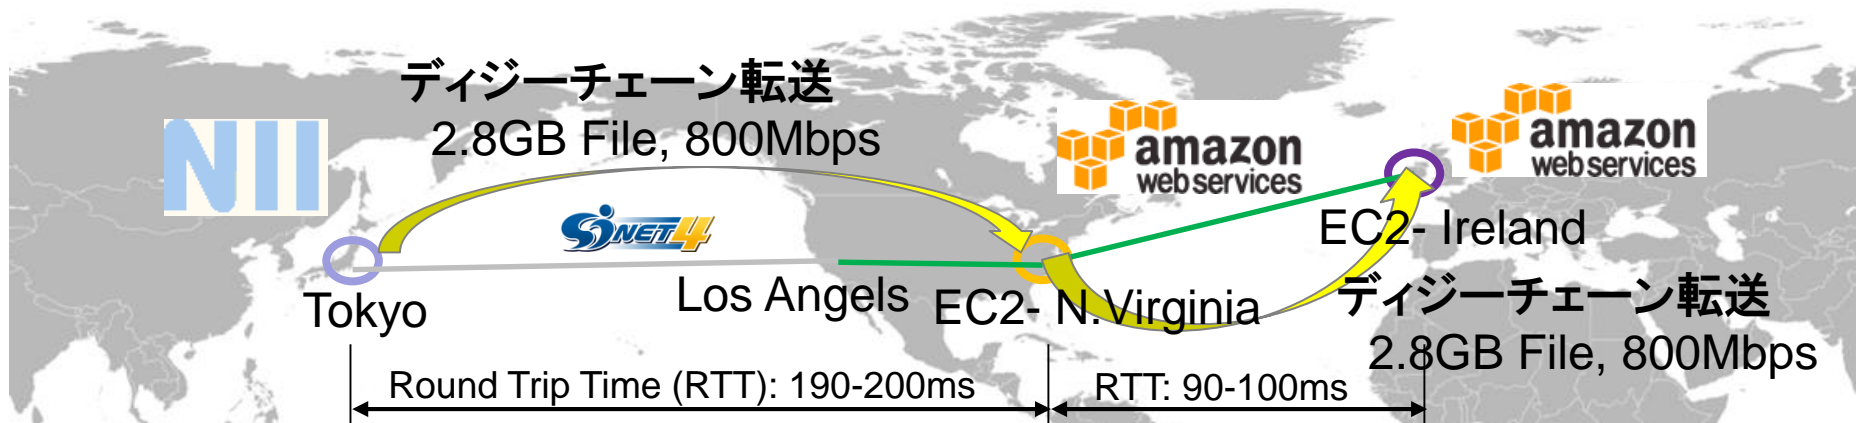 ディジーチェーン転送
2.8GB File, 800Mbps
NII
amazon
webservices
amazon
webservices
SINET4
EC2- Ireland
Tokyo
Los Angels
EC2- N.Virginia
ディジーチェーン転送
2.8GB File, 800Mbps
Round Trip Time (RTT): 190-200ms
RTT: 90-100ms